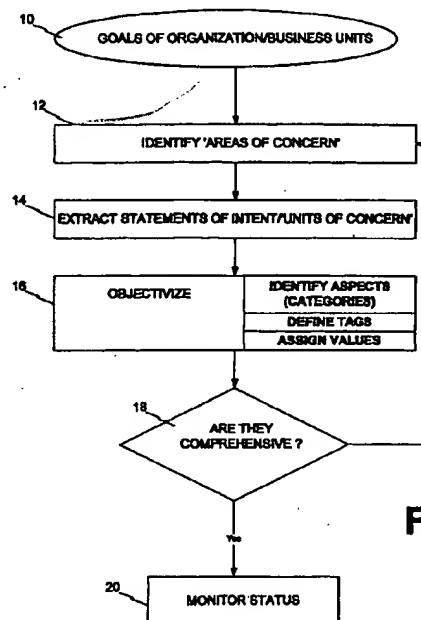 10
GOALS OF ORGANIZATION/BUSINESS UNITS
12
IDENTIFY 'AREAS OF CONCERN'
14
EXTRACT STATEMENTS OF INTENT/'UNITS OF CONCERN'
16
OBJECTIVIZE
IDENTIFY ASPECTS
(CATEGORIES)
DEFINE TAGS
ASSIGN VALUES
18
ARE THEY
COMPREHENSIVE ?
F
Yes
20
MONITOR STATUS